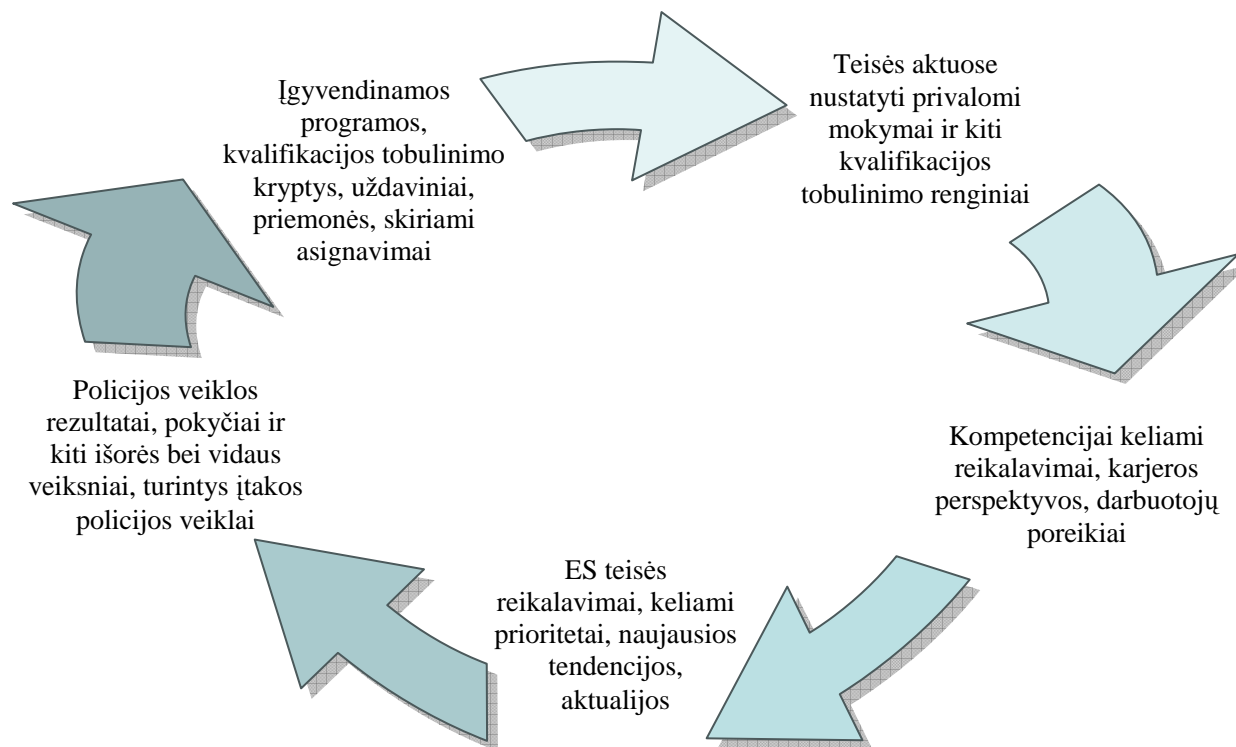 Įgyvendinamos
programos,
kvalifikacijos tobulinimo
kryptys, uždaviniai,
priemonės, skiriami
asignavimai
Teisės aktuose
nustatyti privalomi
mokymai ir kiti
kvalifikacijos
tobulinimo renginiai
Kompetencijai keliami
reikalavimai, karjeros
perspektyvos, darbuotojų
poreikiai
ES teisės
reikalavimai, keliami
prioritetai, naujausios
tendencijos,
aktualijos
Policijos veiklos
rezultatai, pokyčiai ir
kiti išorės bei vidaus
veiksniai, turintys įtakos
policijos veiklai